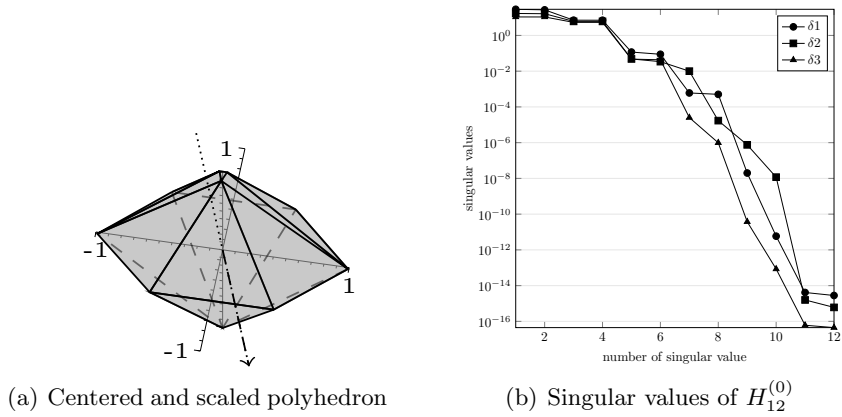 1
-1
1
-1
(a) Centered and scaled polyhedron
δ1
δ2
δ3
10^0
10^{-2}
10^{-4}
10^{-6}
10^{-8}
10^{-10}
10^{-12}
10^{-14}
10^{-16}
singular values
2 4 6 8 10 12
number of singular value
(b) Singular values of H_{12}^{(0)}